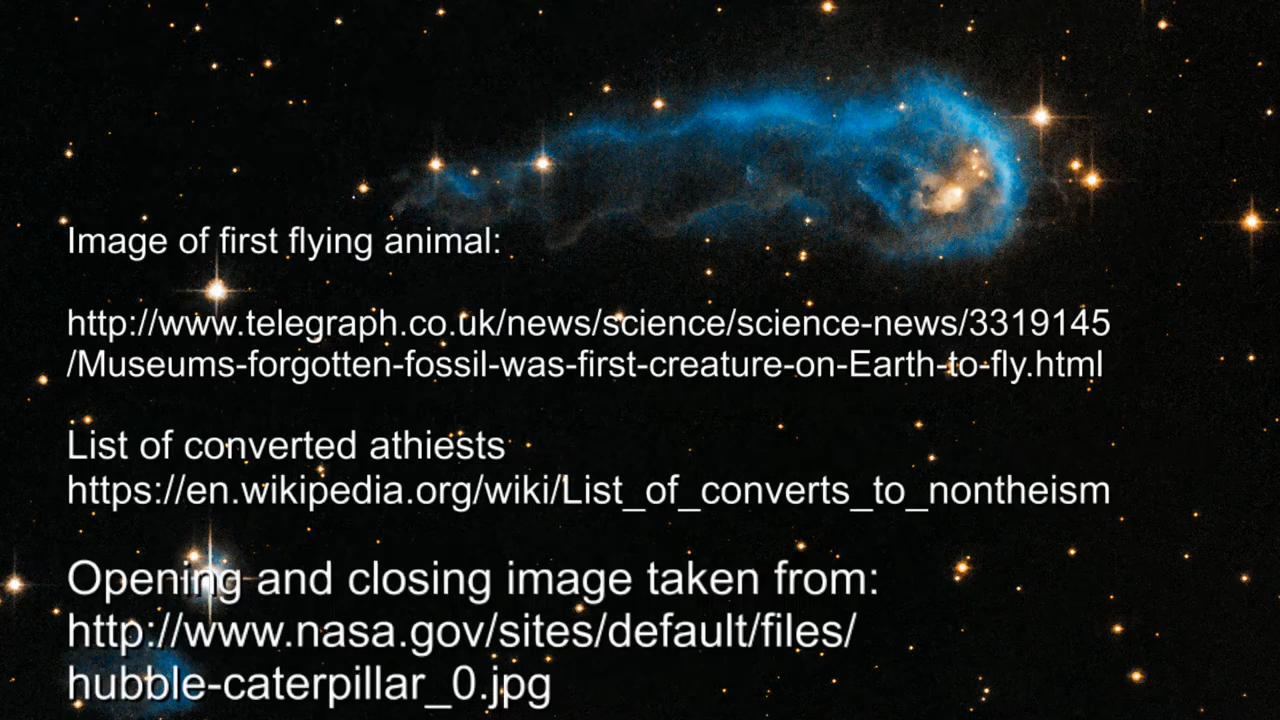 Image of first flying animal:
http://www.telegraph.co.uk/news/science/science-news/3319145
/Museums-forgotten-fossil-was-first-creature-on-Earth-to-fly.html
List of converted athiests
https://en.wikipedia.org/wiki/List_of_converts_to_nontheism
Opening and closing image taken from:
http://www.nasa.gov/sites/default/files/
hubble-caterpillar_0.jpg